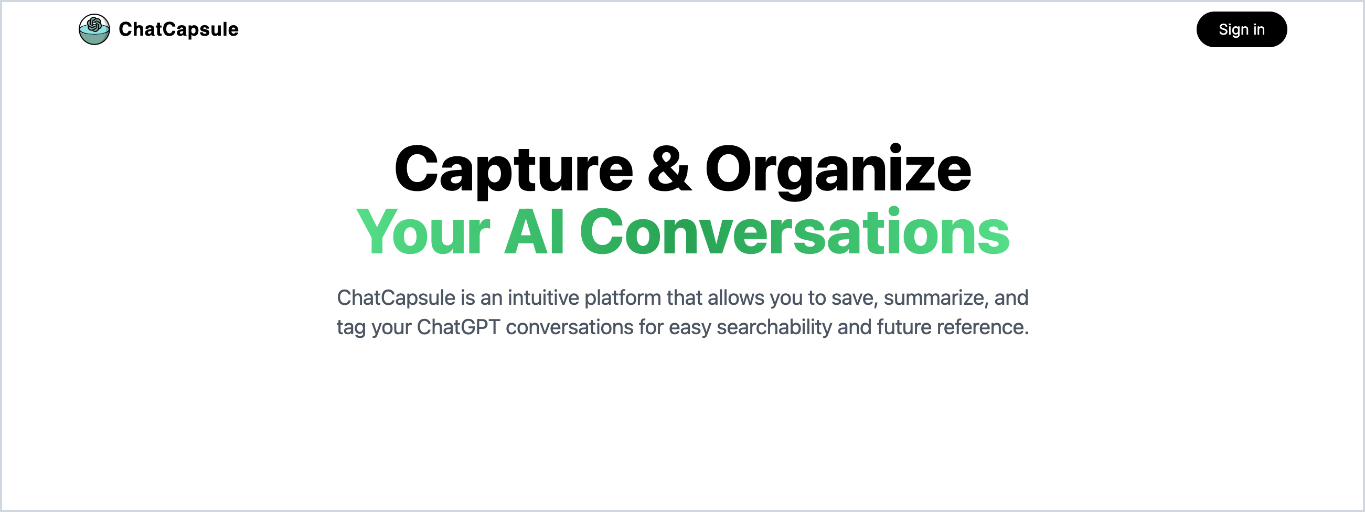 ChatCapsule
Sign in
Capture & Organize
Your AI Conversations
ChatCapsule is an intuitive platform that allows you to save, summarize, and
tag your ChatGPT conversations for easy searchability and future reference.